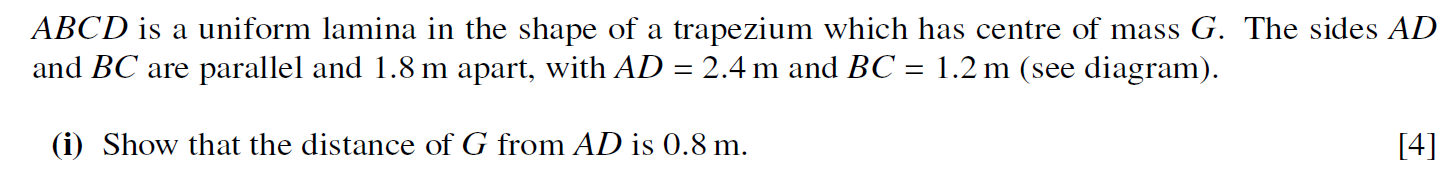 ABCD is a uniform lamina in the shape of a trapezium which has centre of mass G. The sides AD
and BC are parallel and 1.8 m apart, with AD = 2.4 m and BC = 1.2 m (see diagram).
(i) Show that the distance of G from AD is 0.8 m. [4]